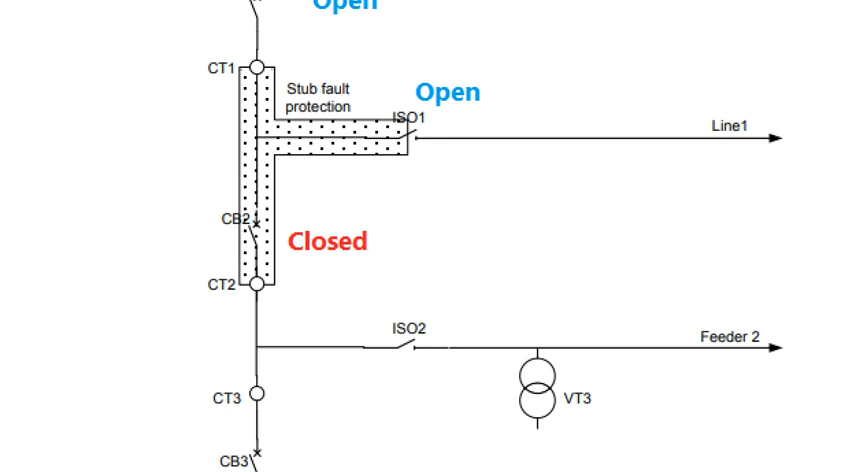 Open
CT1
Stub fault
protection
Open
ISO1
Line1
CB2
Closed
CT2
ISO2
Feeder 2
CT3
VT3
CB3